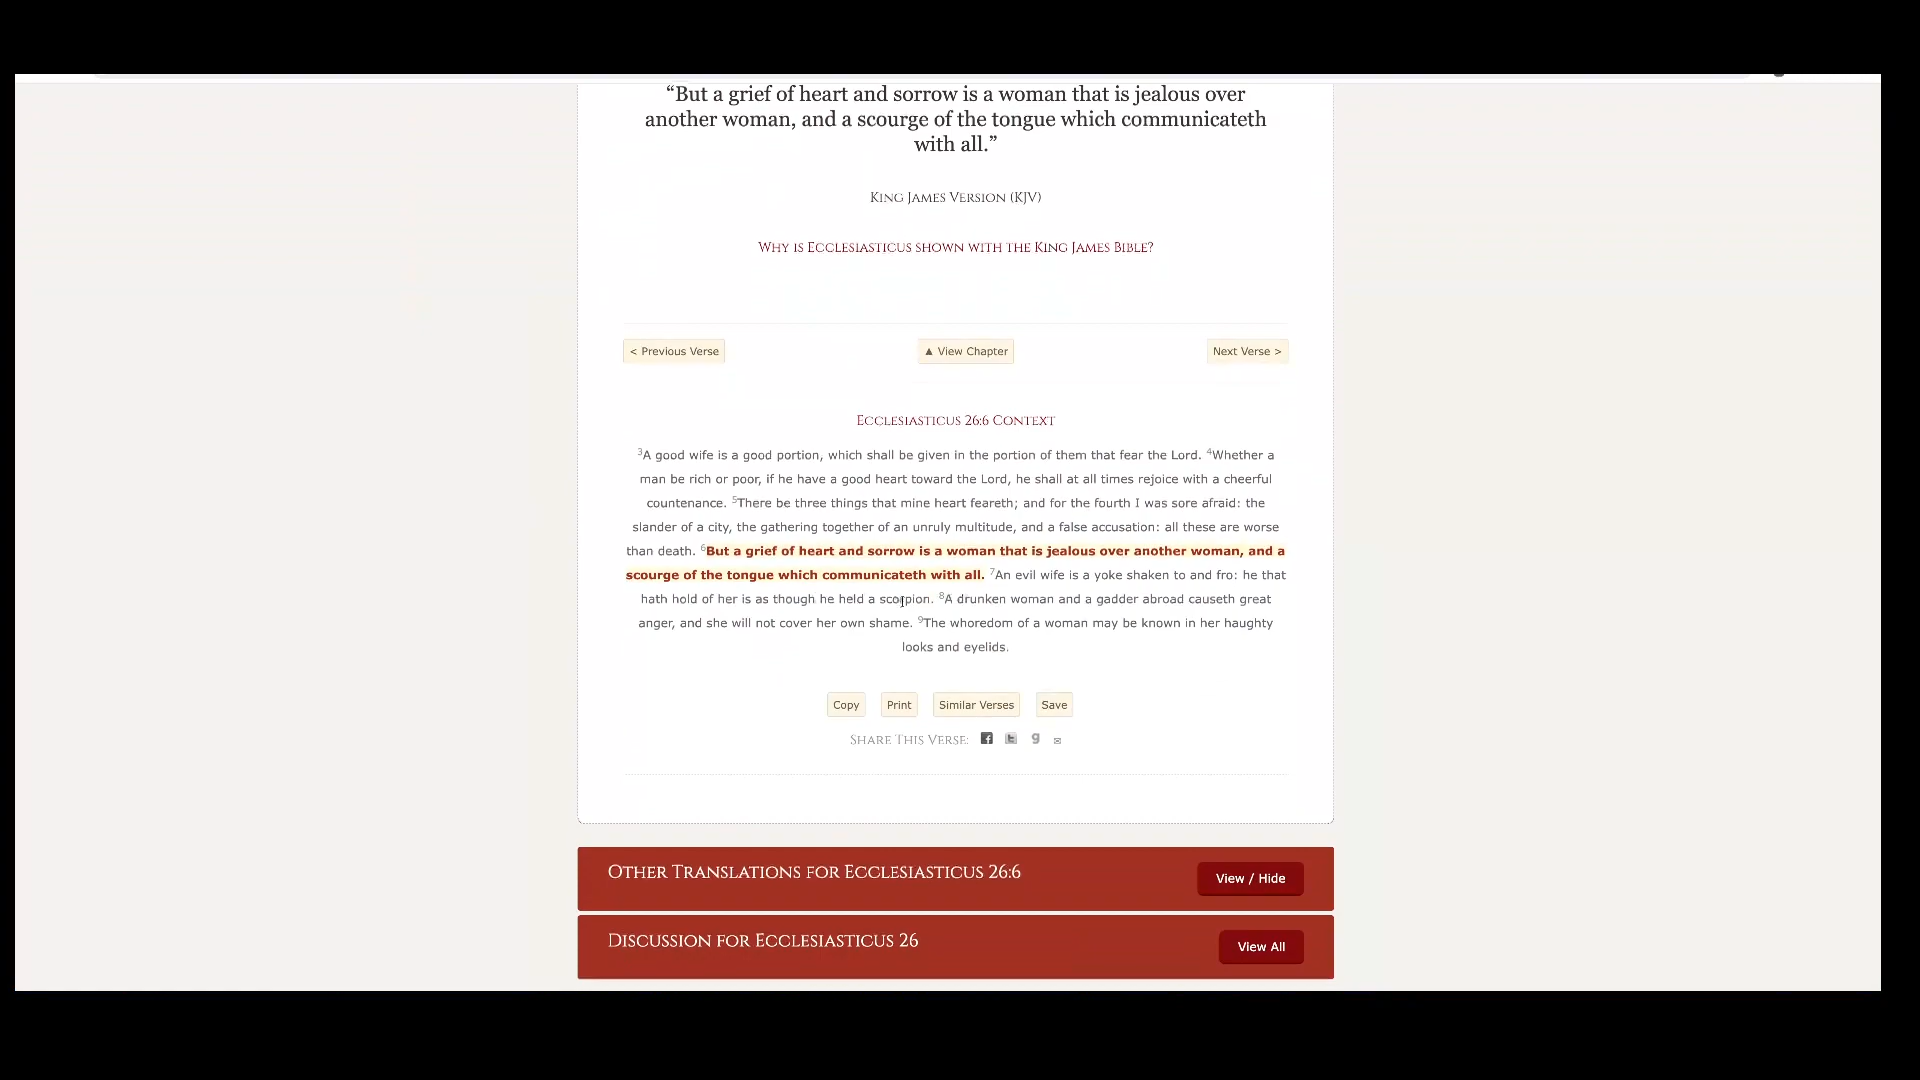 “But a grief of heart and sorrow is a woman that is jealous over
another woman, and a scourge of the tongue which communicateth
with all.”
King James Version (KJV)
Why is Ecclesiasticus shown with the King James Bible?
< Previous Verse
▲ View Chapter
Next Verse >
Ecclesiasticus 26:6 Context
3A good wife is a good portion, which shall be given in the portion of them that fear the Lord. 4Whether a
man be rich or poor, if he have a good heart toward the Lord, he shall at all times rejoice with a cheerful
countenance. 5There be three things that mine heart feareth; and for the fourth I was sore afraid: the
slander of a city, the gathering together of an unruly multitude, and a false accusation: all these are worse
than death. 6But a grief of heart and sorrow is a woman that is jealous over another woman, and a
scourge of the tongue which communicateth with all. 7An evil wife is a yoke shaken to and fro: he that
hath hold of her is as though he held a scorpion. 8A drunken woman and a gadder abroad causeth great
anger, and she will not cover her own shame. 9The whoredom of a woman may be known in her haughty
looks and eyelids.
Copy
Print
Similar Verses
Save
Share This Verse:
Other Translations for Ecclesiasticus 26:6
View / Hide
Discussion for Ecclesiasticus 26
View All